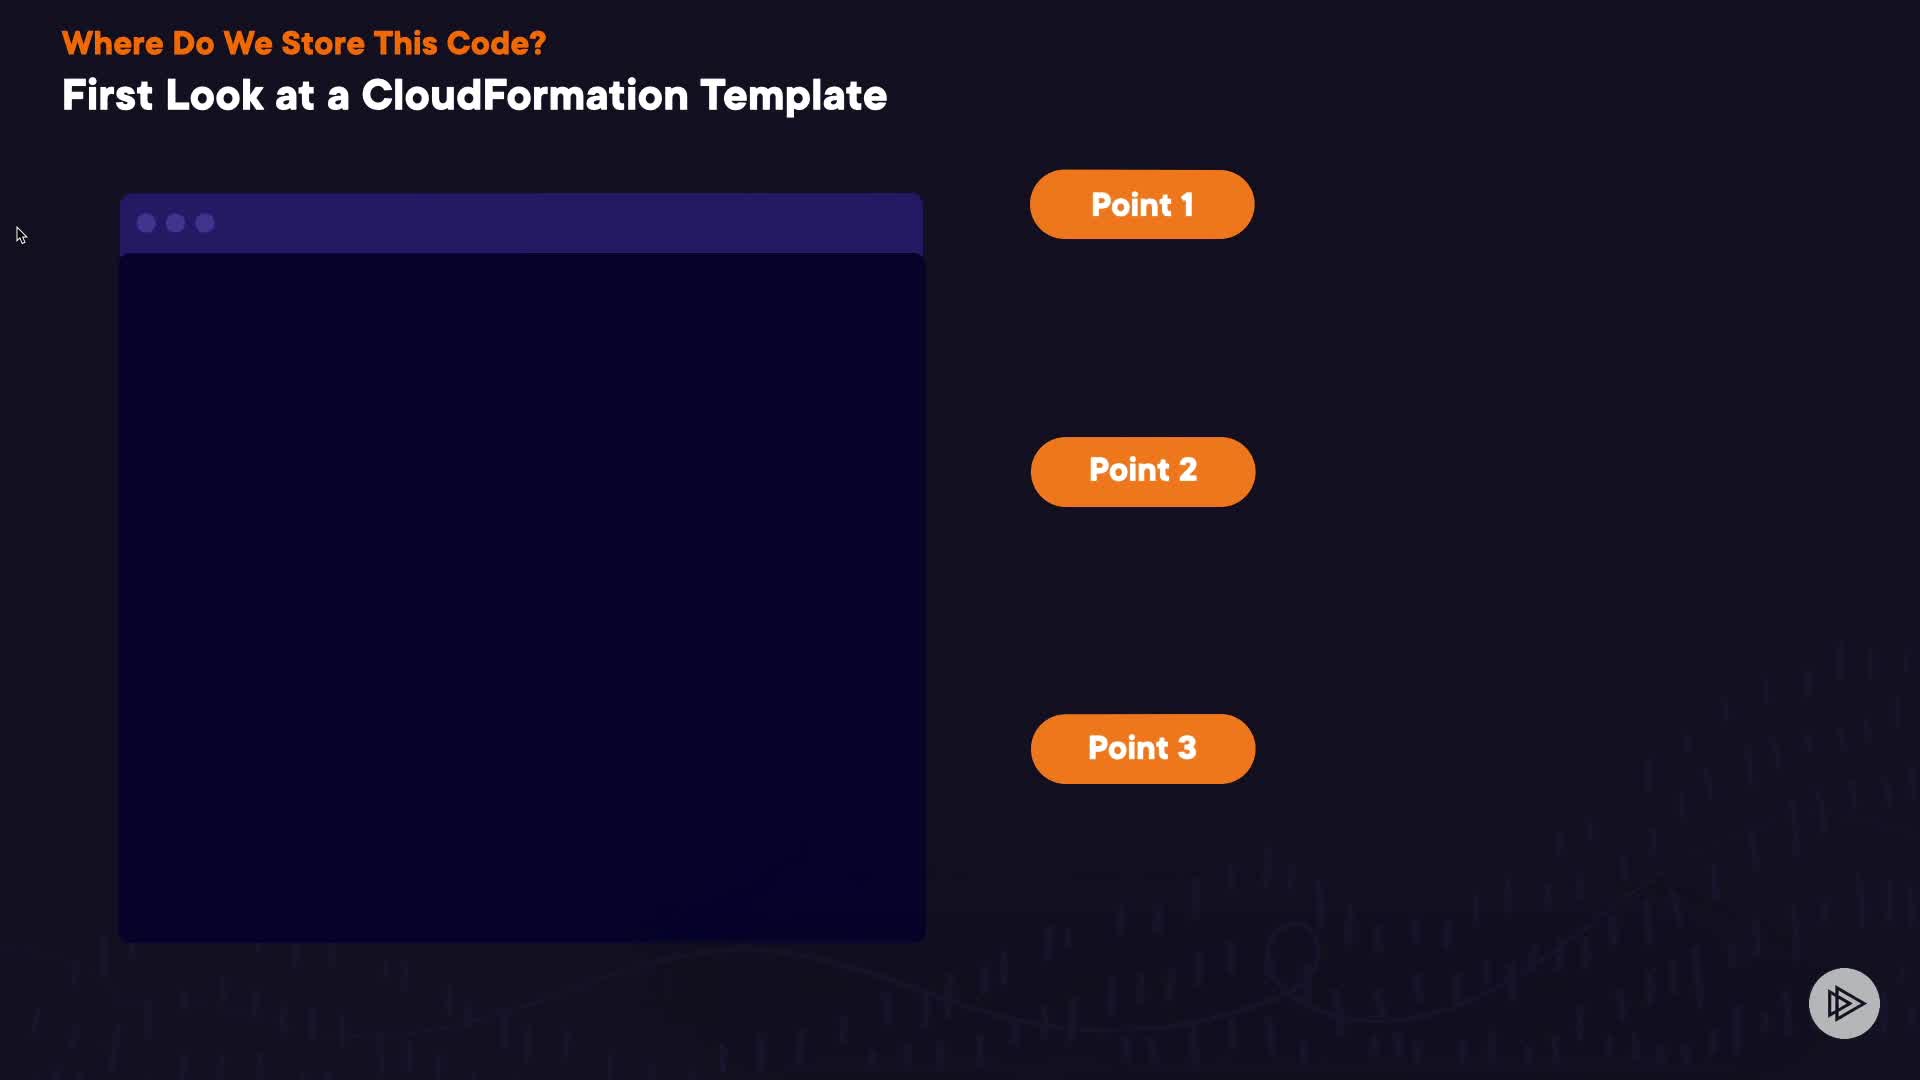 Where Do We Store This Code?
First Look at a CloudFormation Template
Point 1
Point 2
Point 3